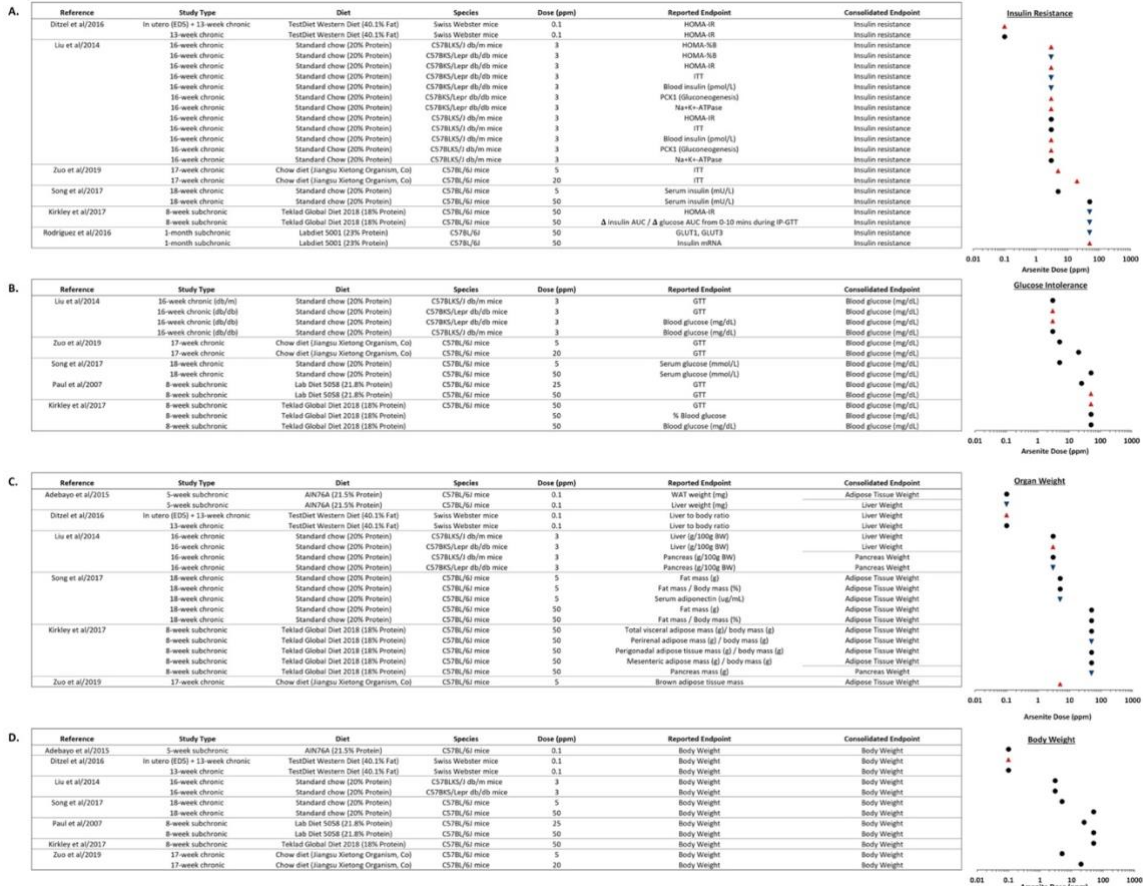 A.
Reference Study Type Diet Species Dose (ppm) Reported Endpoint Consolidated Endpoint Insulin Resistance
Ditzel et al/2016 In utero (ED5) + 13-week chronic TestDiet Western Diet (40.1% Fat) Swiss Webster mice 0.1 HOMA-IR Insulin resistance
13-week chronic TestDiet Western Diet (40.1% Fat) Swiss Webster mice 0.1 HOMA-IR Insulin resistance
Liu et al/2014 16-week chronic Standard chow (20% Protein) C57BLKS/J db/m mice 3 HOMA-%B Insulin resistance
16-week chronic Standard Chow (20% Protein) C57BKS/Lepr db/db mice 3 HOMA-%B Insulin resistance
16-week chronic Standard Chow (20% Protein) C57BKS/Lepr db/db mice 3 HOMA-IR Insulin resistance
16-week chronic Standard Chow (20% Protein) C57BKS/Lepr db/db mice 3 ITT Insulin resistance
16-week chronic Standard Chow (20% Protein) C57BKS/Lepr db/db mice 3 Blood insulin (pmol/L) Insulin resistance
16-week chronic Standard Chow (20% Protein) C57BKS/Lepr db/db mice 3 PCK1 (Gluconeogenesis) Insulin resistance
16-week chronic Standard Chow (20% Protein) C57BKS/Lepr db/db mice 3 Na+K+-ATPase Insulin resistance
16-week chronic Standard Chow (20% Protein) C57BLKS/J db/m mice 3 HOMA-IR Insulin resistance
16-week chronic Standard Chow (20% Protein) C57BLKS/J db/m mice 3 ITT Insulin resistance
16-week chronic Standard Chow (20% Protein) C57BLKS/J db/m mice 3 Blood insulin (pmol/L) Insulin resistance
16-week chronic Standard Chow (20% Protein) C57BLKS/J db/m mice 3 PCK1 (Gluconeogenesis) Insulin resistance
16-week chronic Standard Chow (20% Protein) C57BLKS/J db/m mice 3 Na+K+-ATPase Insulin resistance
Zuo et al/2019 17-week chronic Chow diet (Jiangsu Xietong Organism, Co) C57BL/6J mice 5 ITT Insulin resistance
17-week chronic Chow diet (Jiangsu Xietong Organism, Co) C57BL/6J mice 20 ITT Insulin resistance
Song et al/2017 18-week chronic Standard chow (20% Protein) C57BL/6J mice 5 Serum insulin (mU/L) Insulin resistance
18-week chronic Standard chow (20% Protein) C57BL/6J mice 50 Serum insulin (mU/L) Insulin resistance
Kirkley et al/2017 8-week subchronic Teklad Global Diet 2018 (18% Protein) C57BL/6J mice 50 HOMA-IR Insulin resistance
8-week subchronic Teklad Global Diet 2018 (18% Protein) C57BL/6J mice 50 Δ insulin AUC / Δ glucose AUC from 0-10 mins during IP-GTT Insulin resistance
Rodriguez et al/2016 1-month subchronic Labdiet 5001 (23% Protein) C57BL/6J 50 GLUT1, GLUT3 Insulin resistance
1-month subchronic Labdiet 5001 (23% Protein) C57BL/6J 50 Insulin mRNA Insulin resistance
0.01 0.1 1 10 100 1000
Arsenite Dose (ppm)
B.
Reference Study Type Diet Species Dose (ppm) Reported Endpoint Consolidated Endpoint Glucose Intolerance
Liu et al/2014 16-week chronic (db/m) Standard chow (20% Protein) C57BLKS/J db/m mice 3 GTT Blood glucose (mg/dL)
16-week chronic (db/db) Standard chow (20% Protein) C57BKS/Lepr db/db mice 3 GTT Blood glucose (mg/dL)
16-week chronic (db/db) Standard chow (20% Protein) C57BKS/Lepr db/db mice 3 Blood glucose (mg/dL) Blood glucose (mg/dL)
16-week chronic (db/db) Standard chow (20% Protein) C57BLKS/J db/m mice 3 Blood glucose (mg/dL) Blood glucose (mg/dL)
Zuo et al/2019 17-week chronic Chow diet (Jiangsu Xietong Organism, Co) C57BL/6J mice 5 GTT Blood glucose (mg/dL)
17-week chronic Chow diet (Jiangsu Xietong Organism, Co) C57BL/6J mice 20 GTT Blood glucose (mg/dL)
Song et al/2017 18-week chronic Standard chow (20% Protein) C57BL/6J mice 5 Serum glucose (mmol/L) Blood glucose (mg/dL)
18-week chronic Standard chow (20% Protein) C57BL/6J mice 50 Serum glucose (mmol/L) Blood glucose (mg/dL)
Paul et al/2007 8-week subchronic Lab Diet 5058 (21.8% Protein) C57BL/6J mice 25 GTT Blood glucose (mg/dL)
8-week subchronic Lab Diet 5058 (21.8% Protein) C57BL/6J mice 50 GTT Blood glucose (mg/dL)
Kirkley et al/2017 8-week subchronic Teklad Global Diet 2018 (18% Protein) C57BL/6J mice 50 GTT Blood glucose (mg/dL)
8-week subchronic Teklad Global Diet 2018 (18% Protein) 50 % Blood glucose Blood glucose (mg/dL)
8-week subchronic Teklad Global Diet 2018 (18% Protein) 50 Blood glucose (mg/dL) Blood glucose (mg/dL)
0.01 0.1 1 10 100 1000
Arsenite Dose (ppm)
C.
Reference Study Type Diet Species Dose (ppm) Reported Endpoint Consolidated Endpoint Organ Weight
Adebayo et al/2015 5-week subchronic AIN76A (21.5% Protein) C57BL/6J mice 0.1 WAT weight (mg) Adipose Tissue Weight
5-week subchronic AIN76A (21.5% Protein) C57BL/6J mice 0.1 Liver weight (mg) Liver Weight
Ditzel et al/2016 In utero (ED5) + 13-week chronic TestDiet Western Diet (40.1% Fat) Swiss Webster mice 0.1 Liver to body ratio Liver Weight
13-week chronic TestDiet Western Diet (40.1% Fat) Swiss Webster mice 0.1 Liver to body ratio Liver Weight
Liu et al/2014 16-week chronic Standard chow (20% Protein) C57BLKS/J db/m mice 3 Liver (g/100g BW) Liver Weight
16-week chronic Standard chow (20% Protein) C57BKS/Lepr db/db mice 3 Liver (g/100g BW) Liver Weight
16-week chronic Standard chow (20% Protein) C57BLKS/J db/m mice 3 Pancreas (g/100g BW) Pancreas Weight
16-week chronic Standard chow (20% Protein) C57BKS/Lepr db/db mice 3 Pancreas (g/100g BW) Pancreas Weight
Song et al/2017 18-week chronic Standard chow (20% Protein) C57BL/6J mice 5 Fat mass (g) Adipose Tissue Weight
18-week chronic Standard chow (20% Protein) C57BL/6J mice 5 Fat mass / Body mass (%) Adipose Tissue Weight
18-week chronic Standard chow (20% Protein) C57BL/6J mice 5 Serum adiponectin (ug/mL) Adipose Tissue Weight
18-week chronic Standard chow (20% Protein) C57BL/6J mice 50 Fat mass (g) Adipose Tissue Weight
18-week chronic Standard chow (20% Protein) C57BL/6J mice 50 Fat mass / Body mass (%) Adipose Tissue Weight
Kirkley et al/2017 8-week subchronic Teklad Global Diet 2018 (18% Protein) C57BL/6J mice 50 Total visceral adipose mass (g)/ body mass (g) Adipose Tissue Weight
8-week subchronic Teklad Global Diet 2018 (18% Protein) C57BL/6J mice 50 Perirenal adipose mass (g) / body mass (g) Adipose Tissue Weight
8-week subchronic Teklad Global Diet 2018 (18% Protein) C57BL/6J mice 50 Perigonadal adipose tissue mass (g) / body mass (g) Adipose Tissue Weight
8-week subchronic Teklad Global Diet 2018 (18% Protein) C57BL/6J mice 50 Mesenteric adipose mass (g) / body mass (g) Adipose Tissue Weight
8-week subchronic Teklad Global Diet 2018 (18% Protein) C57BL/6J mice 50 Pancreas mass (g) Pancreas Weight
Zuo et al/2019 17-week chronic Chow diet (Jiangsu Xietong Organism, Co) C57BL/6J mice 5 Brown adipose tissue mass Adipose Tissue Weight
0.01 0.1 1 10 100 1000
Arsenite Dose (ppm)
D.
Reference Study Type Diet Species Dose (ppm) Reported Endpoint Consolidated Endpoint Body Weight
Adebayo et al/2015 5-week subchronic AIN76A (21.5% Protein) C57BL/6J mice 0.1 Body Weight Body Weight
Ditzel et al/2016 In utero (ED5) + 13-week chronic TestDiet Western Diet (40.1% Fat) Swiss Webster mice 0.1 Body Weight Body Weight
13-week chronic TestDiet Western Diet (40.1% Fat) Swiss Webster mice 0.1 Body Weight Body Weight
Liu et al/2014 16-week chronic Standard chow (20% Protein) C57BLKS/J db/m mice 3 Body Weight Body Weight
16-week chronic Standard chow (20% Protein) C57BKS/Lepr db/db mice 3 Body Weight Body Weight
Song et al/2017 18-week chronic Standard chow (20% Protein) C57BL/6J mice 5 Body Weight Body Weight
18-week chronic Standard chow (20% Protein) C57BL/6J mice 50 Body Weight Body Weight
Paul et al/2007 8-week subchronic Lab Diet 5058 (21.8% Protein) C57BL/6J mice 25 Body Weight Body Weight
8-week subchronic Lab Diet 5058 (21.8% Protein) C57BL/6J mice 50 Body Weight Body Weight
Kirkley et al/2017 8-week subchronic Teklad Global Diet 2018 (18% Protein) C57BL/6J mice 50 Body Weight Body Weight
Zuo et al/2019 17-week chronic Chow diet (Jiangsu Xietong Organism, Co) C57BL/6J mice 5 Body Weight Body Weight
17-week chronic Chow diet (Jiangsu Xietong Organism, Co) C57BL/6J mice 20 Body Weight Body Weight
0.01 0.1 1 10 100 1000
Arsenite Dose (ppm)